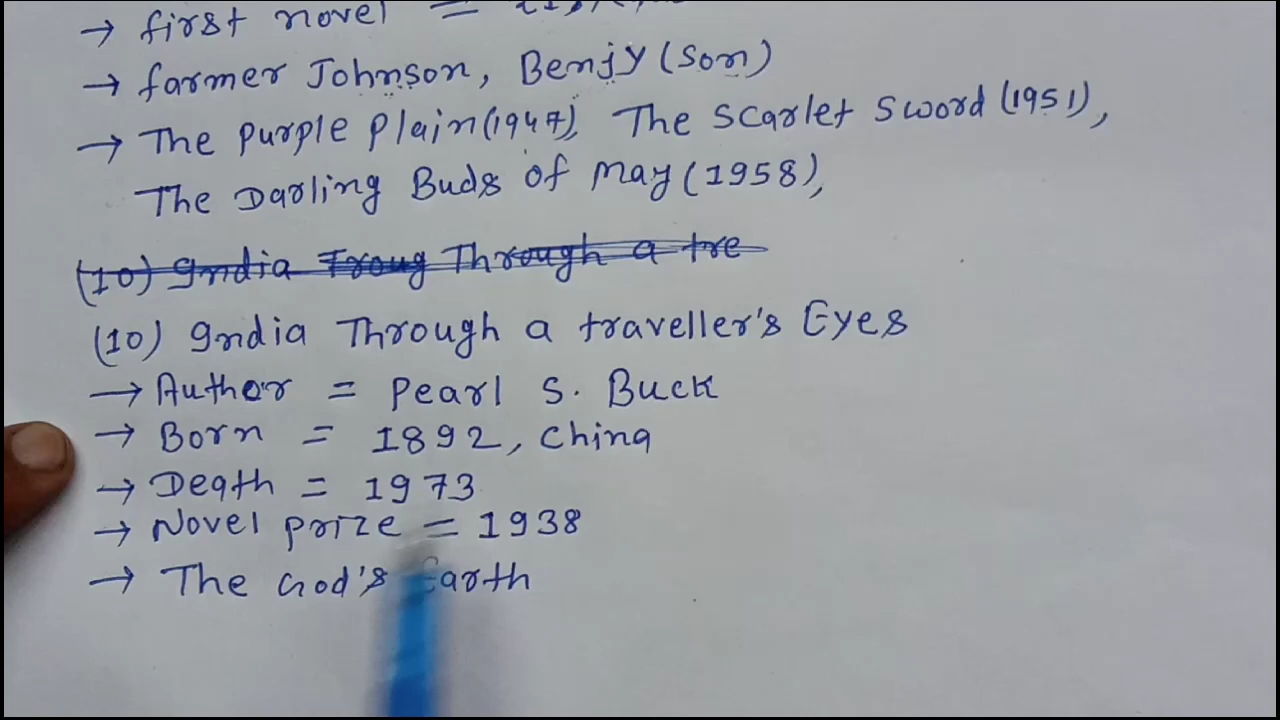 → first novel =
→ farmer Johnson, Benjy (Son)
→ The Purple Plain (1947), The Scarlet Sword (1951),
The Darling Buds of May (1958),
(10) India Troug Through a tre
(10) India Through a traveller's Eyes
→ Author = Pearl S. Buck
→ Born = 1892, China
→ Death = 1973
→ Novel prize = 1938
→ The God's Earth